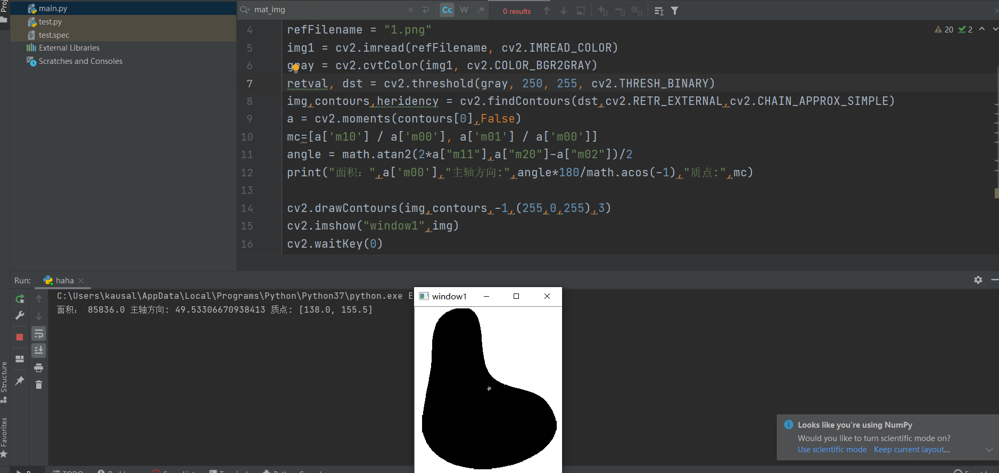 Proj
main.py
test.py
test.spec
External Libraries
Scratches and Consoles
mat_img
Cc W .*
0 results
20 2
4 refFilename = "1.png"
5 img1 = cv2.imread(refFilename, cv2.IMREAD_COLOR)
6 gray = cv2.cvtColor(img1, cv2.COLOR_BGR2GRAY)
7 retval, dst = cv2.threshold(gray, 250, 255, cv2.THRESH_BINARY)
8 img,contours,heridency = cv2.findContours(dst,cv2.RETR_EXTERNAL,cv2.CHAIN_APPROX_SIMPLE)
9 a = cv2.moments(contours[0],False)
10 mc=[a['m10'] / a['m00'], a['m01'] / a['m00']]
11 angle = math.atan2(2*a["m11"],a["m20"]-a["m02"])/2
12 print("面积：",a['m00'],"主轴方向:",angle*180/math.acos(-1),"质点:",mc)
13
14 cv2.drawContours(img,contours,-1,(255,0,255),3)
15 cv2.imshow("window1",img)
16 cv2.waitKey(0)
Run: haha
C:\Users\kausal\AppData\Local\Programs\Python\Python37\python.exe E
面积： 85836.0 主轴方向: 49.53306670938413 质点: [138.0, 155.5]
window1
Structure
Favorites
Looks like you're using NumPy
Would you like to turn scientific mode on?
Use scientific mode Keep current layout...
TODO